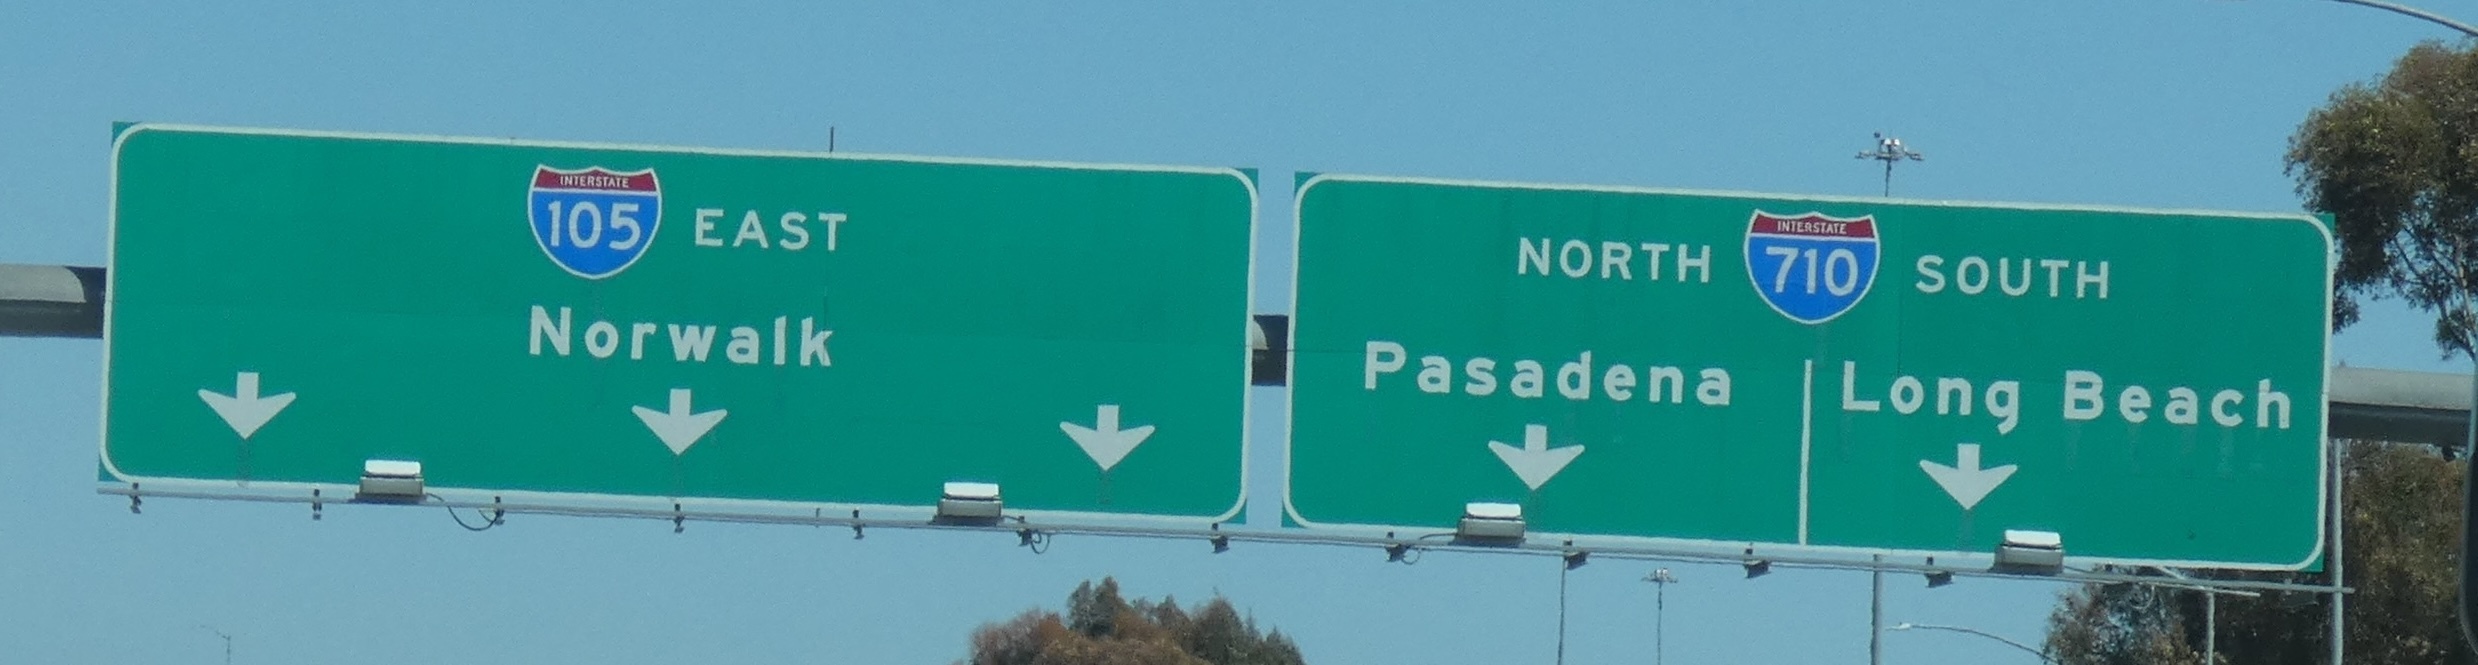 INTERSTATE
105 EAST
Norwalk
INTERSTATE
NORTH 710 SOUTH
Pasadena Long Beach